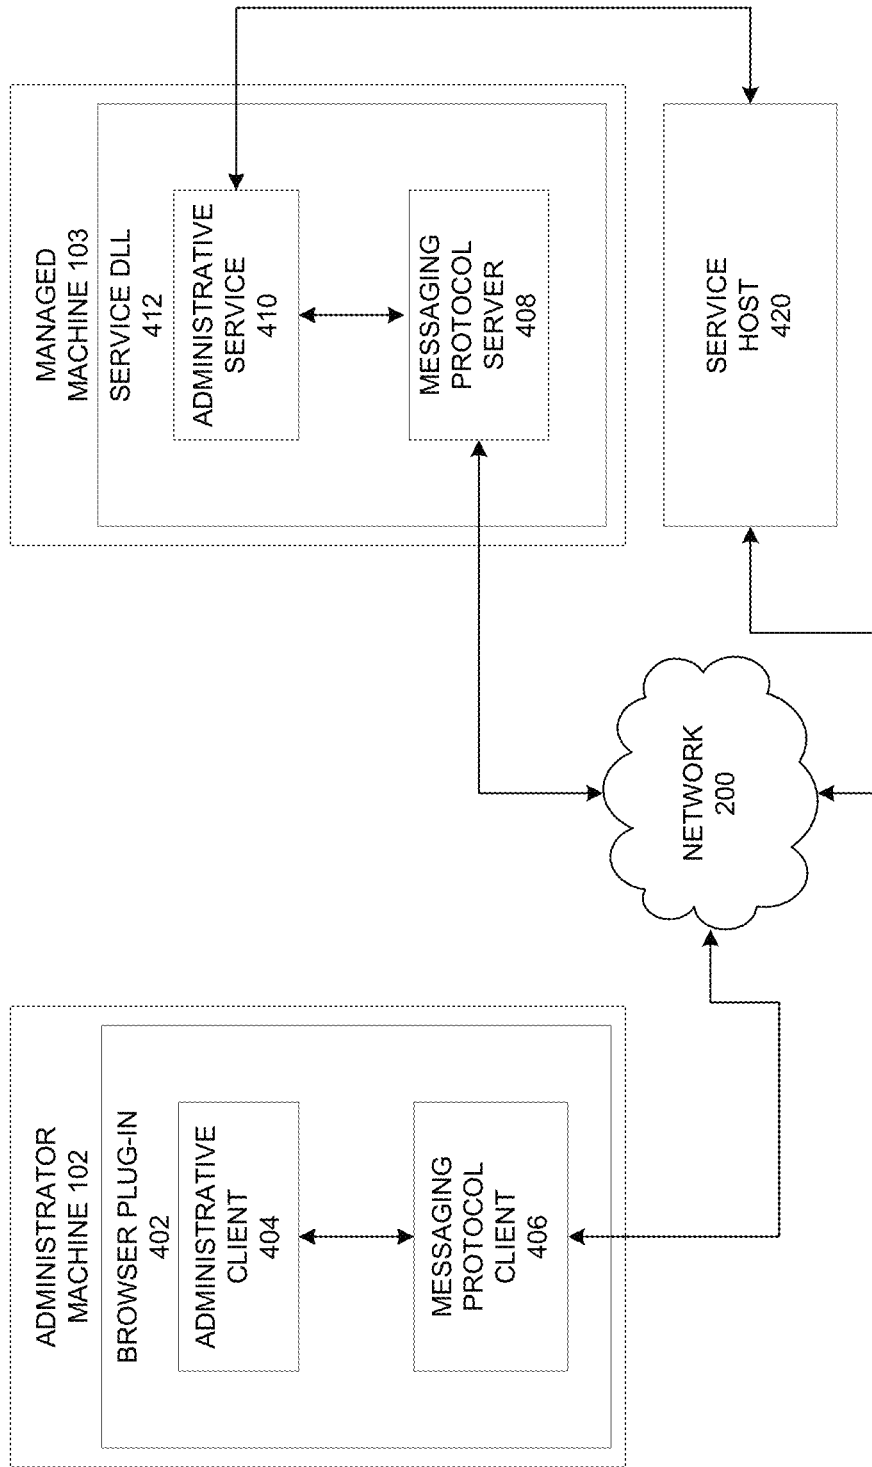 ADMINISTRATOR
MACHINE 102
BROWSER PLUG-IN
402
ADMINISTRATIVE
CLIENT
404
MESSAGING
PROTOCOL
CLIENT
406
NETWORK
200
MANAGED
MACHINE 103
SERVICE DLL
412
ADMINISTRATIVE
SERVICE
410
MESSAGING
PROTOCOL
SERVER
408
SERVICE
HOST
420